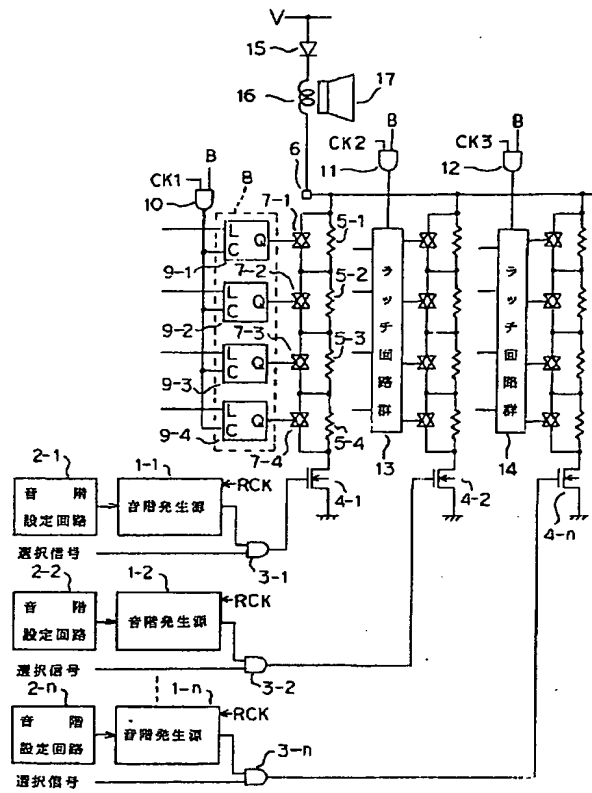 V
15
16
17
B
B
CK2
CK3
6
11
12
B
CK1
10
B
7-1
L
C
Q
5-1
9-1
7-2
L
C
Q
5-2
9-2
7-3
L
C
Q
5-3
9-3
L
C
Q
9-4
7-4
5-4
ラッチ回路群
13
ラッチ回路群
14
2-1
1-1
RCK
音階
設定回路
音階発生源
4-1
4-2
4-n
選択信号
3-1
2-2
1-2
RCK
音階
設定回路
音階発生源
選択信号
3-2
2-n
1-n
RCK
音階
設定回路
音階発生源
選択信号
3-n